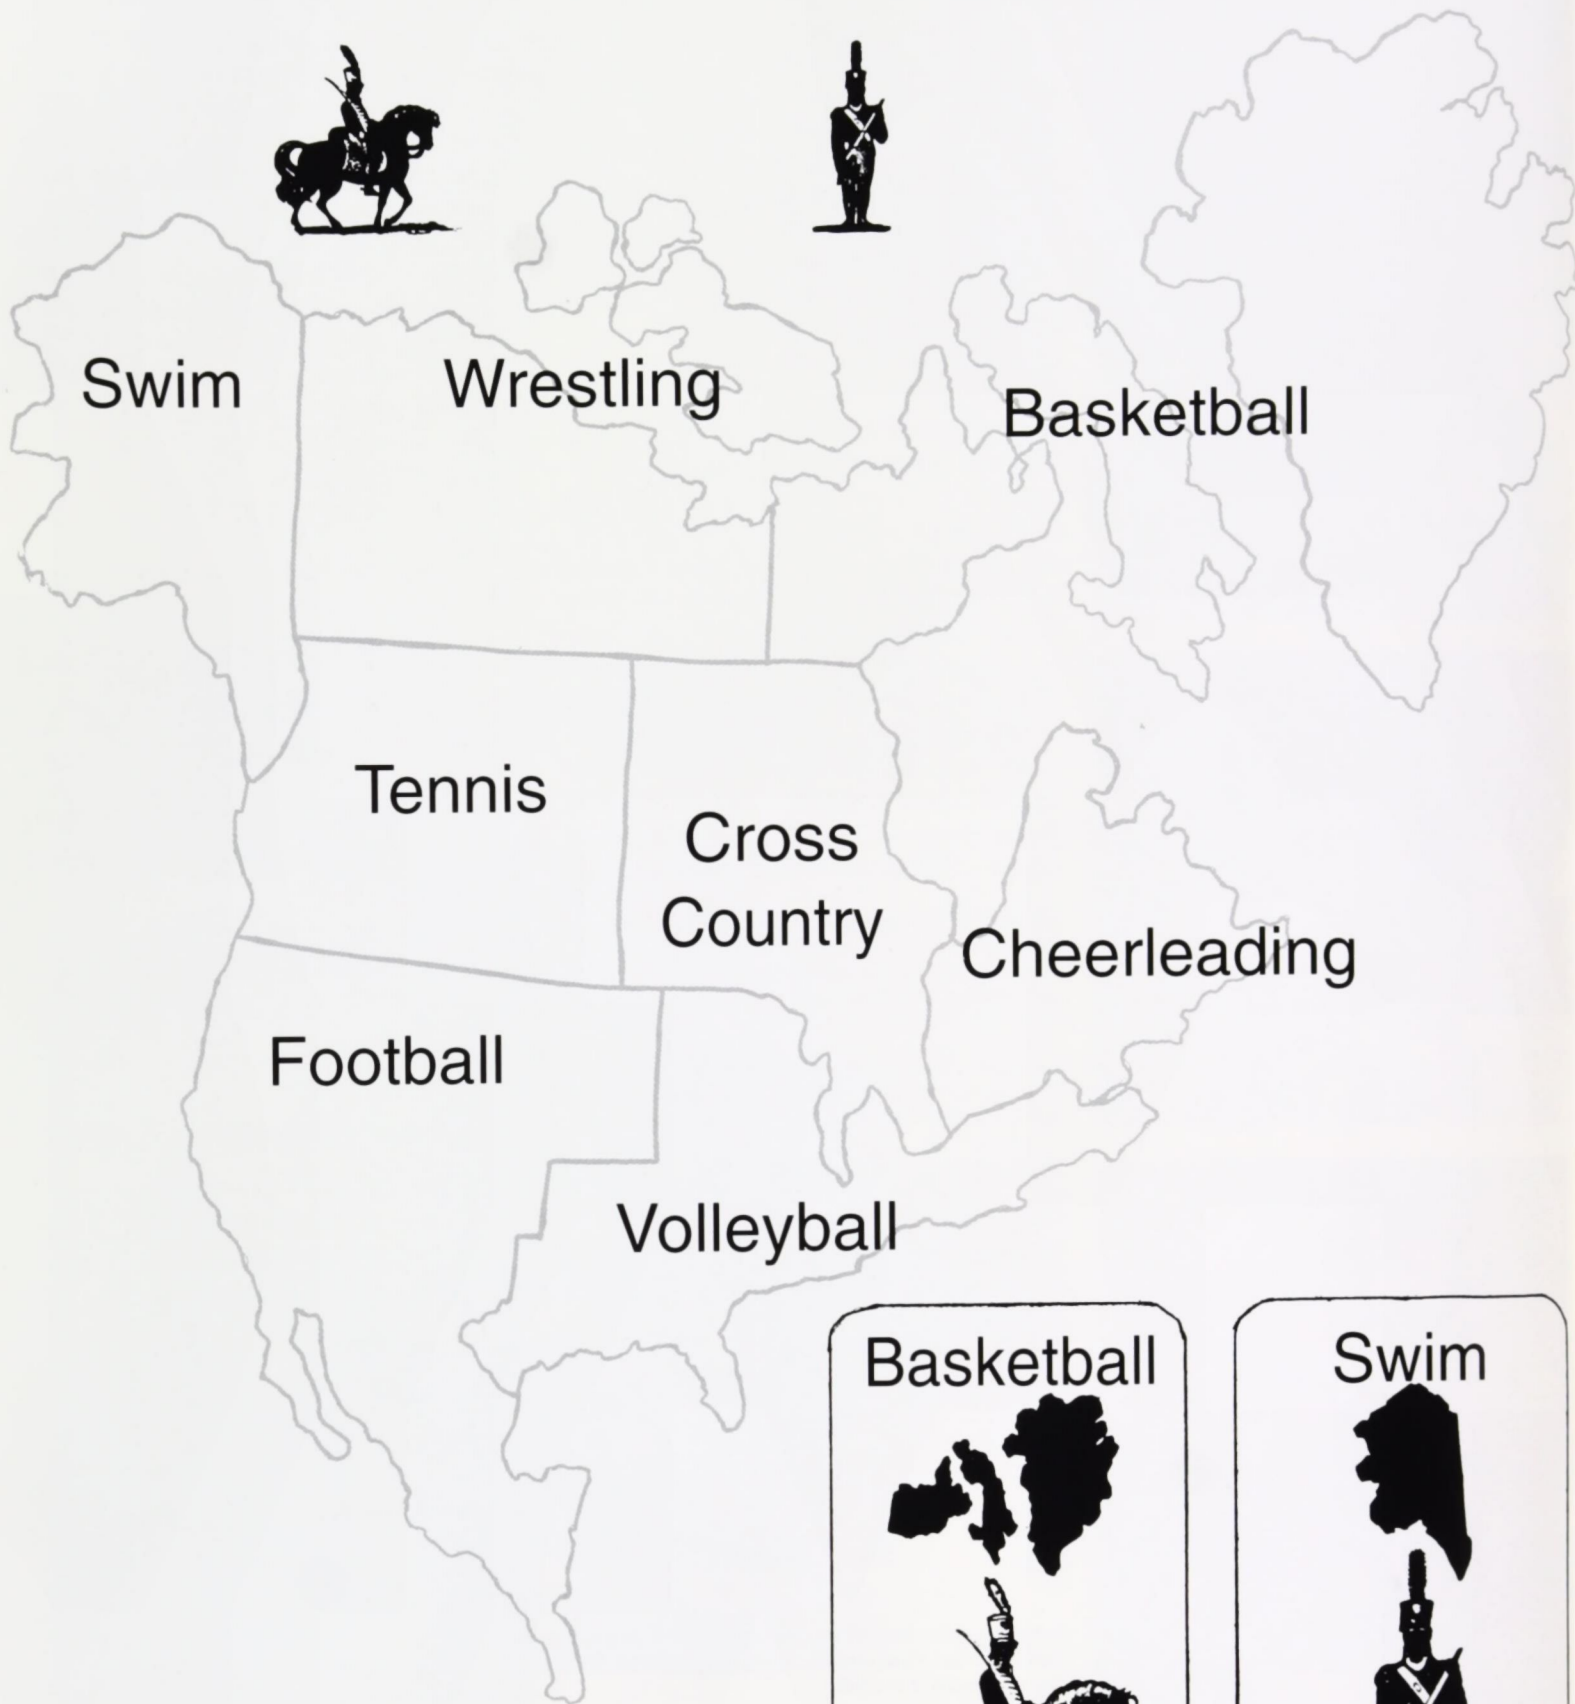 Swim
Wrestling
Basketball
Tennis
Cross
Country
Cheerleading
Football
Volleyball
Basketball
Swim